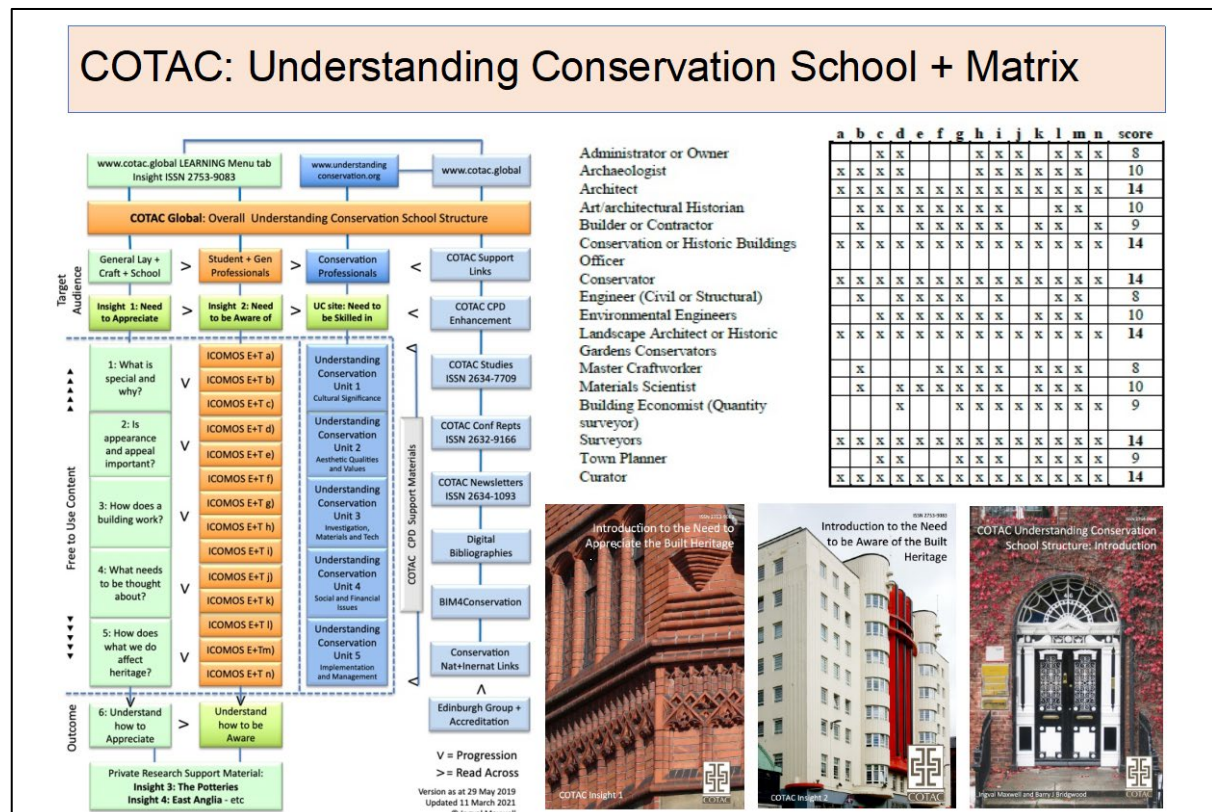 COTAC: Understanding Conservation School + Matrix
www.cotac.global LEARNING Menu tab
Insight ISSN 2753-9083
www.understanding
conservation.org
www.cotac.global
COTAC Global: Overall Understanding Conservation School Structure
Target
Audience
General Lay +
Craft + School
>
Student + Gen
Professionals
>
Conservation
Professionals
<
COTAC Support
Links
Insight 1: Need
to Appreciate
>
Insight 2: Need
to be Aware of
>
UC site: Need to
be Skilled in
<
COTAC CPD
Enhancement
Free to Use Content
1: What is
special and
why?
2: Is
appearance
and appeal
important?
3: How does a
building work?
4: What needs
to be thought
about?
5: How does
what we do
affect
heritage?
V
V
V
V
V
ICOMOS E+T a)
ICOMOS E+T b)
ICOMOS E+T c)
ICOMOS E+T d)
ICOMOS E+T e)
ICOMOS E+T f)
ICOMOS E+T g)
ICOMOS E+T h)
ICOMOS E+T i)
ICOMOS E+T j)
ICOMOS E+T k)
ICOMOS E+T l)
ICOMOS E+Tm)
ICOMOS E+T n)
Understanding
Conservation
Unit 1
Cultural Significance
Understanding
Conservation
Unit 2
Aesthetic Qualities
and Values
Understanding
Conservation
Unit 3
Investigation,
Materials and Tech
Understanding
Conservation
Unit 4
Social and Financial
Issues
Understanding
Conservation
Unit 5
Implementation
and Management
COTAC CPD Support Materials
COTAC Studies
ISSN 2634-7709
COTAC Conf Repts
ISSN 2632-9166
COTAC Newsletters
ISSN 2634-1093
Digital
Bibliographies
BIM4Conservation
Conservation
Nat+Inernat Links
Edinburgh Group +
Accreditation
Outcome
6: Understand
how to
Appreciate
>
Understand
how to be
Aware
Private Research Support Material:
Insight 3: The Potteries
Insight 4: East Anglia - etc
V = Progression
> = Read Across
Version as at 29 May 2019
Updated 11 March 2021
a b c d e f g h i j k l m n score
Administrator or Owner x x x x x x x x 8
Archaeologist x x x x x x x x x x 10
Architect x x x x x x x x x x x x x x 14
Art/architectural Historian x x x x x x x x x x 10
Builder or Contractor x x x x x x x x x 9
Conservation or Historic Buildings x x x x x x x x x x x x x x 14
Officer
Conservator x x x x x x x x x x x x x x 14
Engineer (Civil or Structural) x x x x x x x x 8
Environmental Engineers x x x x x x x x x x 10
Landscape Architect or Historic x x x x x x x x x x x x x x 14
Gardens Conservators
Master Craftworker x x x x x x x x 8
Materials Scientist x x x x x x x x x x 10
Building Economist (Quantity x x x x x x x x x 9
surveyor)
Surveyors x x x x x x x x x x x x x x 14
Town Planner x x x x x x x x x 9
Curator x x x x x x x x x x x x x x 14
Introduction to the Need to
Appreciate the Built Heritage
COTAC Insight 1
COTAC
ISSN 2753-9083
Introduction to the Need
to be Aware of the Built
Heritage
COTAC Insight 2
COTAC
COTAC Understanding Conservation
School Structure: Introduction
Ingval Maxwell and Barry J Bridgwood
COTAC